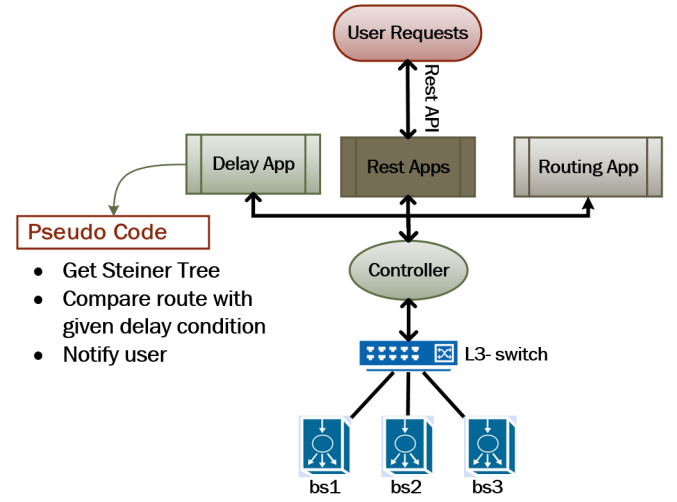 User Requests
Rest API
Delay App
Rest Apps
Routing App
Pseudo Code
• Get Steiner Tree
• Compare route with
given delay condition
• Notify user
Controller
L3- switch
bs1
bs2
bs3